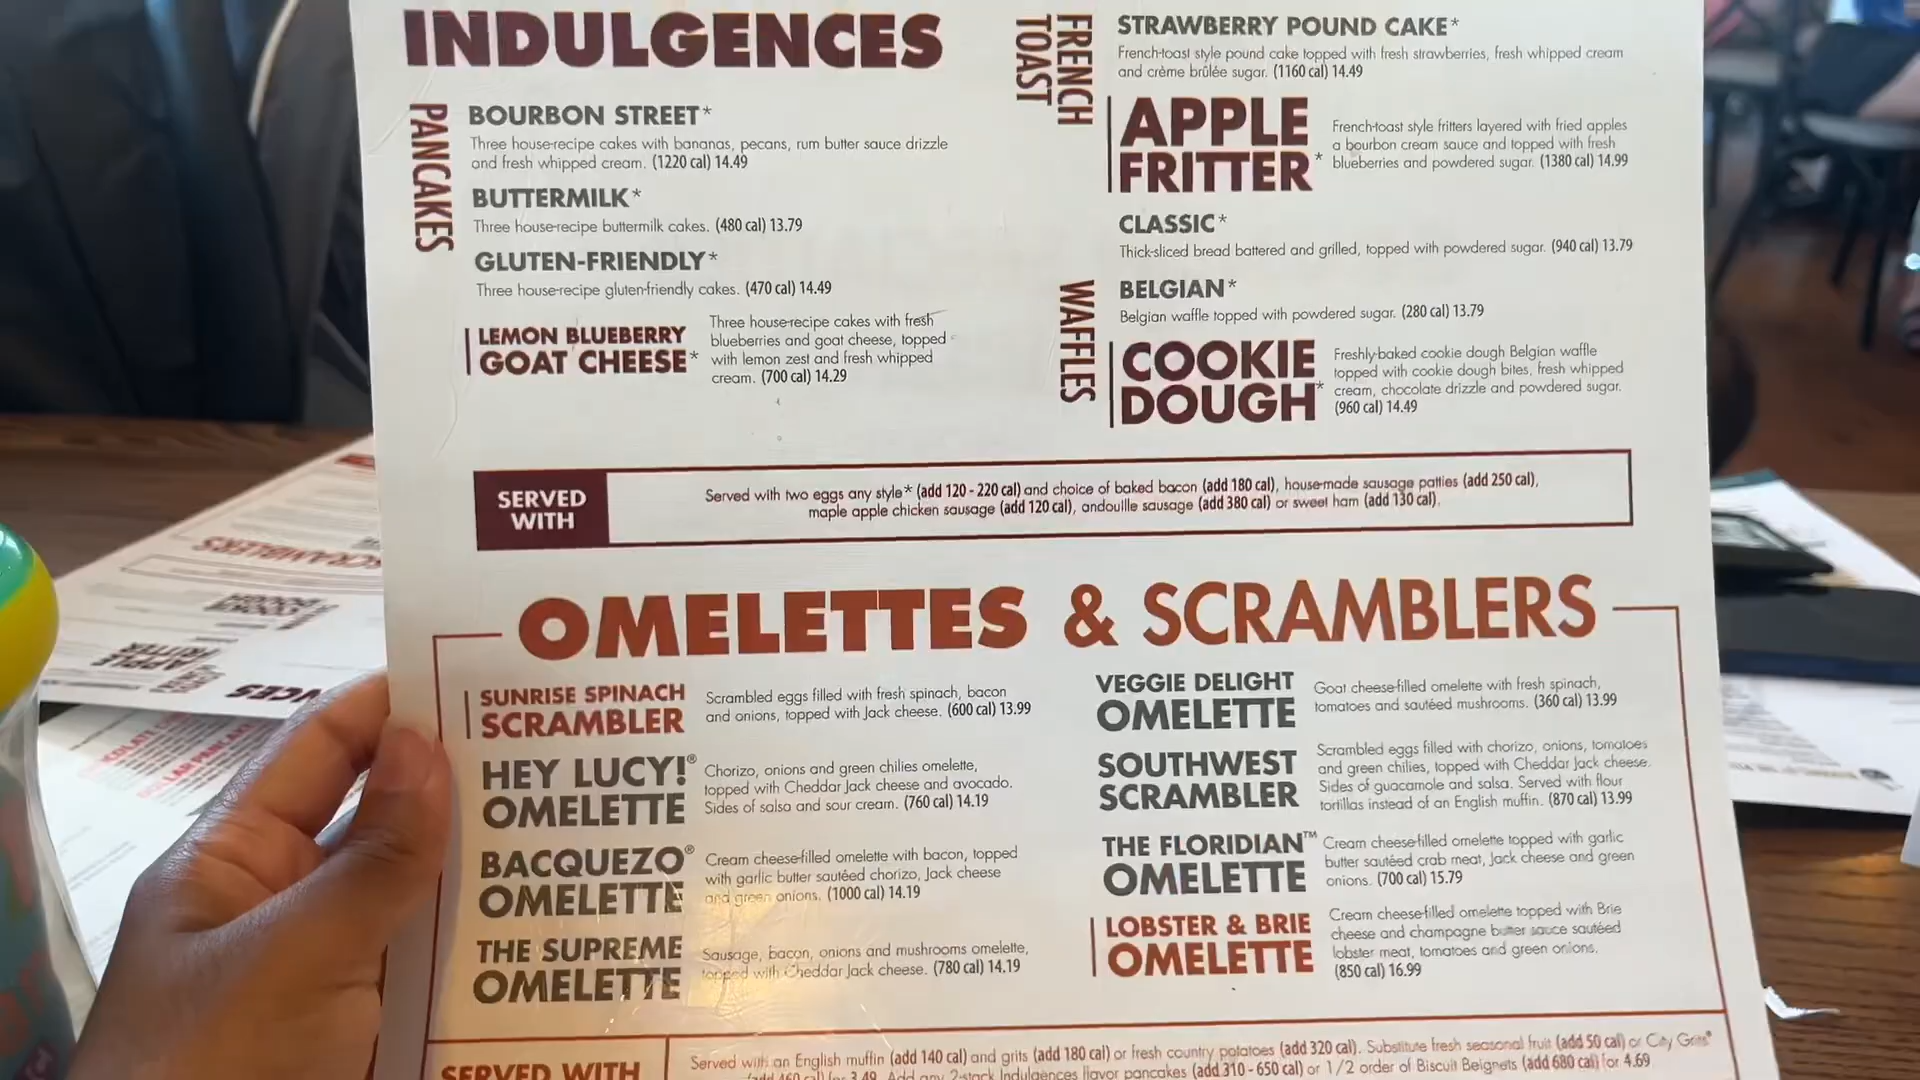 INDULGENCES
PANCAKES
BOURBON STREET*
Three house-recipe cakes with bananas, pecans, rum butter sauce drizzle
and fresh whipped cream. (1220 cal) 14.49
BUTTERMILK*
Three house-recipe buttermilk cakes. (480 cal) 13.79
GLUTEN-FRIENDLY*
Three house-recipe gluten-friendly cakes. (470 cal) 14.49
LEMON BLUEBERRY
GOAT CHEESE*
Three house-recipe cakes with fresh
blueberries and goat cheese, topped
with lemon zest and fresh whipped
cream. (700 cal) 14.29
FRENCH
TOAST
STRAWBERRY POUND CAKE*
French-toast style pound cake topped with fresh strawberries, fresh whipped cream
and crème brûlée sugar. (1160 cal) 14.49
APPLE
FRITTER*
French-toast style fritters layered with fried apples
a bourbon cream sauce and topped with fresh
blueberries and powdered sugar. (1380 cal) 14.99
CLASSIC*
Thick-sliced bread battered and grilled, topped with powdered sugar. (940 cal) 13.79
WAFFLES
BELGIAN*
Belgian waffle topped with powdered sugar. (280 cal) 13.79
COOKIE
DOUGH*
Freshly-baked cookie dough Belgian waffle
topped with cookie dough bites, fresh whipped
cream, chocolate drizzle and powdered sugar.
(960 cal) 14.49
SERVED
WITH
Served with two eggs any style* (add 120 - 220 cal) and choice of baked bacon (add 180 cal), house-made sausage patties (add 250 cal),
maple apple chicken sausage (add 120 cal), andouille sausage (add 380 cal) or sweet ham (add 130 cal).
OMELETTES & SCRAMBLERS
SUNRISE SPINACH
SCRAMBLER
Scrambled eggs filled with fresh spinach, bacon
and onions, topped with Jack cheese. (600 cal) 13.99
HEY LUCY!®
OMELETTE
Chorizo, onions and green chilies omelette,
topped with Cheddar Jack cheese and avocado.
Sides of salsa and sour cream. (760 cal) 14.19
BACQUEZO®
OMELETTE
Cream cheese-filled omelette with bacon, topped
with garlic butter sautéed chorizo, Jack cheese
and green onions. (1000 cal) 14.19
THE SUPREME
OMELETTE
Sausage, bacon, onions and mushrooms omelette,
topped with Cheddar Jack cheese. (780 cal) 14.19
VEGGIE DELIGHT
OMELETTE
Goat cheese-filled omelette with fresh spinach,
tomatoes and sautéed mushrooms. (360 cal) 13.99
SOUTHWEST
SCRAMBLER
Scrambled eggs filled with chorizo, onions, tomatoes
and green chilies, topped with Cheddar Jack cheese.
Sides of guacamole and salsa. Served with flour
tortillas instead of an English muffin. (870 cal) 13.99
THE FLORIDIAN™
OMELETTE
Cream cheese-filled omelette topped with garlic
butter sautéed crab meat, Jack cheese and green
onions. (700 cal) 15.79
LOBSTER & BRIE
OMELETTE
Cream cheese-filled omelette topped with Brie
cheese and champagne butter sauce sautéed
lobster meat, tomatoes and green onions.
(850 cal) 16.99
SERVED WITH
Served with an English muffin (add 140 cal) and grits (add 180 cal) or fresh country potatoes (add 320 cal). Substitute fresh seasonal fruit (add 50 cal) or City Grits®
(add 460 cal) for 3.49. Add any 2-stack Indulgences flavor pancakes (add 310 - 650 cal) or 1/2 order of Biscuit Beignets (add 680 cal) for 4.69
SCRAMBLERS
COOKIE
DOUGH
APPLE
FRITTER